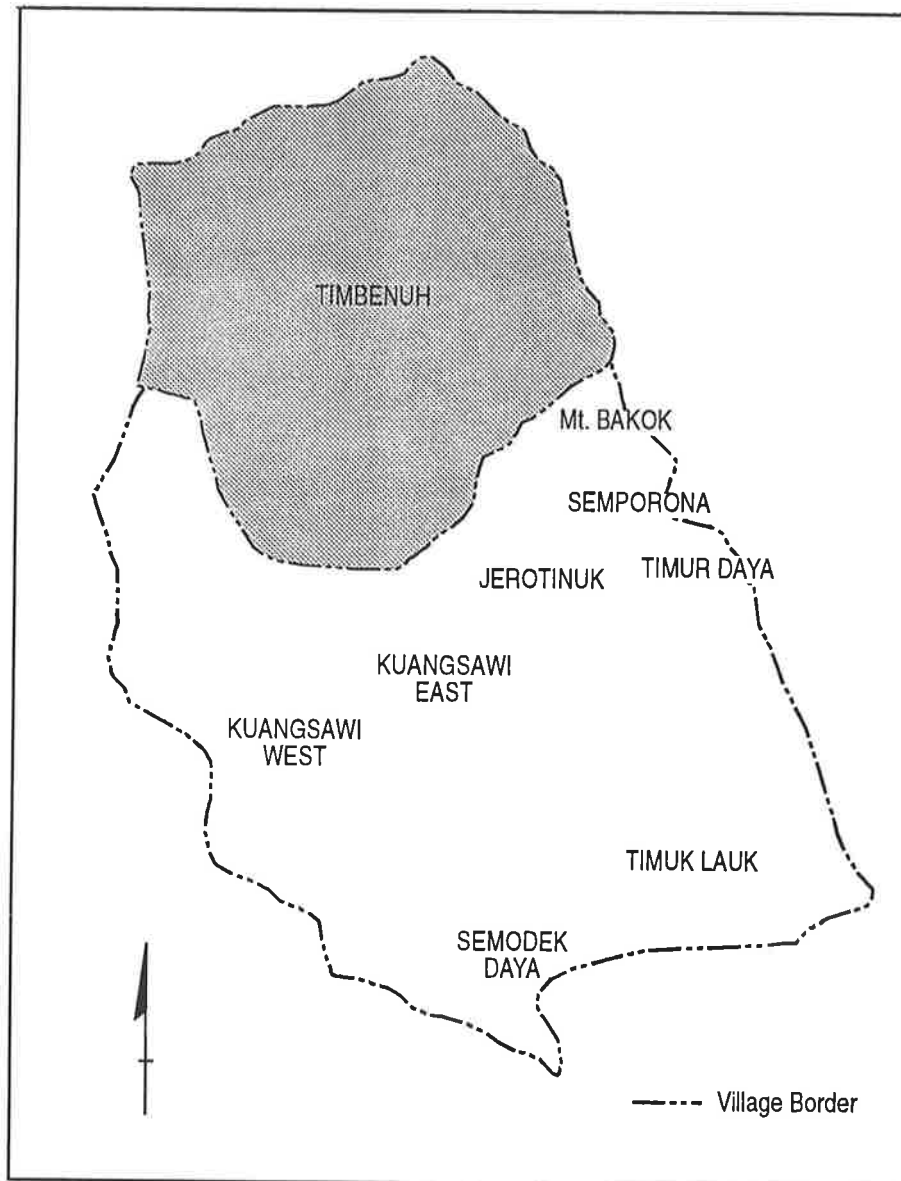 TIMBENUH
Mt. BAKOK
SEMPORONA
TIMUR DAYA
JEROTINUK
KUANGSAWI
EAST
KUANGSAWI
WEST
TIMUK LAUK
SEMODEK
DAYA
Village Border